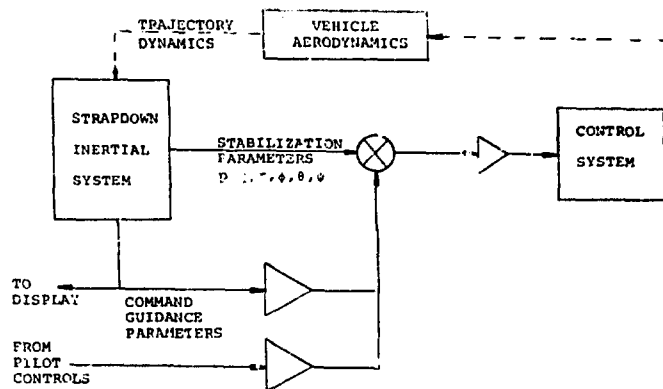 TRAJECTORY
DYNAMICS
VEHICLE
AERODYNAMICS
STRAPDOWN
INERTIAL
SYSTEM
STABILIZATION
PARAMETERS
p
φ, θ, ψ
CONTROL
SYSTEM
TO
DISPLAY
COMMAND
GUIDANCE
PARAMETERS
FROM
PILOT
CONTROLS